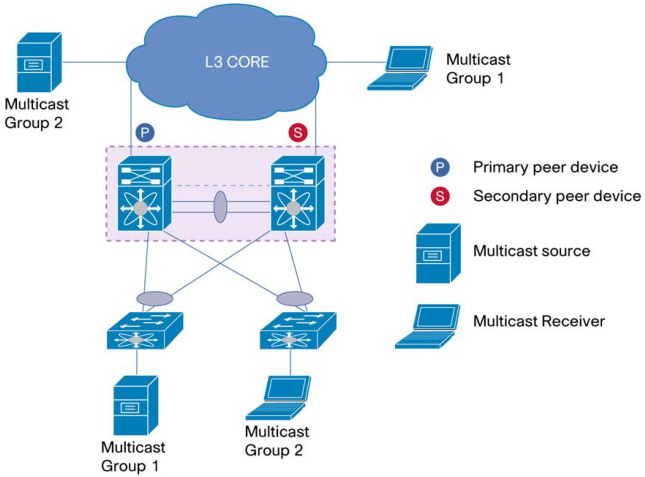 L3 CORE
Multicast
Group 2
Multicast
Group 1
P
S
P Primary peer device
S Secondary peer device
Multicast source
Multicast Receiver
Multicast
Group 1
Multicast
Group 2